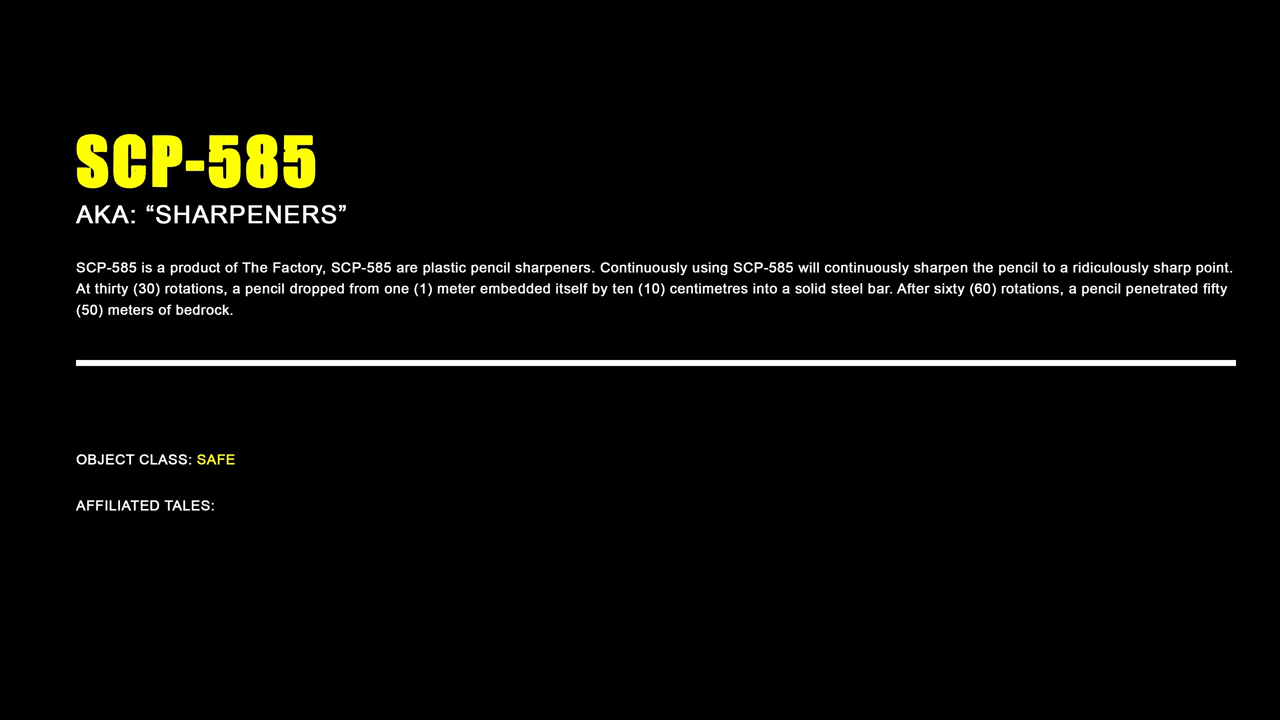 SCP-585
AKA: “SHARPENERS”
SCP-585 is a product of The Factory, SCP-585 are plastic pencil sharpeners. Continuously using SCP-585 will continuously sharpen the pencil to a ridiculously sharp point.
At thirty (30) rotations, a pencil dropped from one (1) meter embedded itself by ten (10) centimetres into a solid steel bar. After sixty (60) rotations, a pencil penetrated fifty
(50) meters of bedrock.
OBJECT CLASS: SAFE
AFFILIATED TALES: